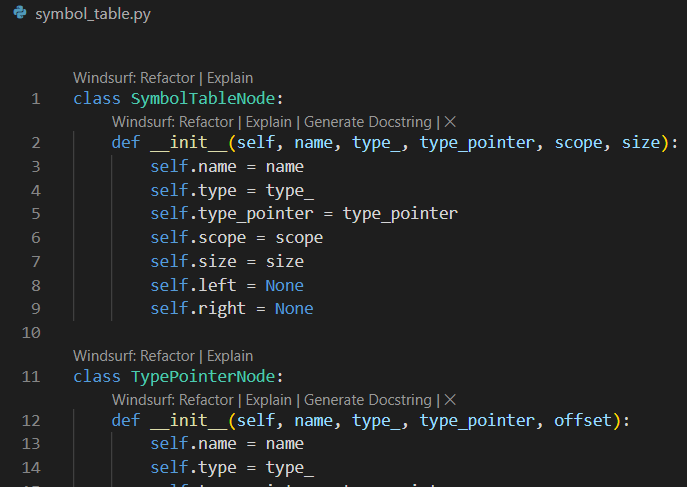 symbol_table.py
Windsurf: Refactor | Explain
1 class SymbolTableNode:
Windsurf: Refactor | Explain | Generate Docstring | ×
2 def __init__(self, name, type_, type_pointer, scope, size):
3 self.name = name
4 self.type = type_
5 self.type_pointer = type_pointer
6 self.scope = scope
7 self.size = size
8 self.left = None
9 self.right = None
10
Windsurf: Refactor | Explain
11 class TypePointerNode:
Windsurf: Refactor | Explain | Generate Docstring | ×
12 def __init__(self, name, type_, type_pointer, offset):
13 self.name = name
14 self.type = type_